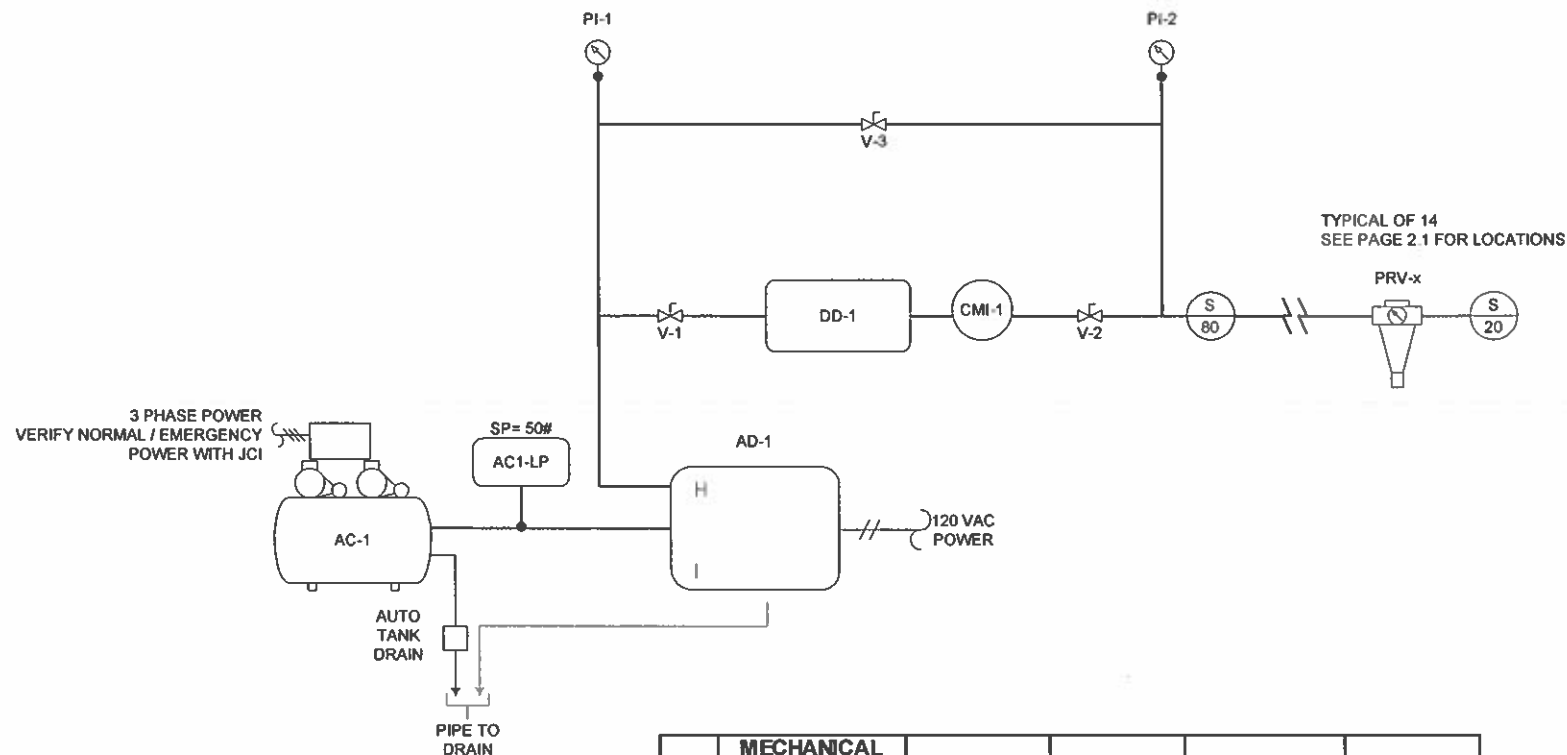 PI-1
PI-2
V-3
TYPICAL OF 14
SEE PAGE 2.1 FOR LOCATIONS
PRV-x
V-1
DD-1
CMI-1
V-2
S
80
S
20
3 PHASE POWER
VERIFY NORMAL / EMERGENCY
POWER WITH JCI
SP= 50#
AC1-LP
AD-1
H
I
AC-1
120 VAC
POWER
AUTO
TANK
DRAIN
PIPE TO
DRAIN
MECHANICAL